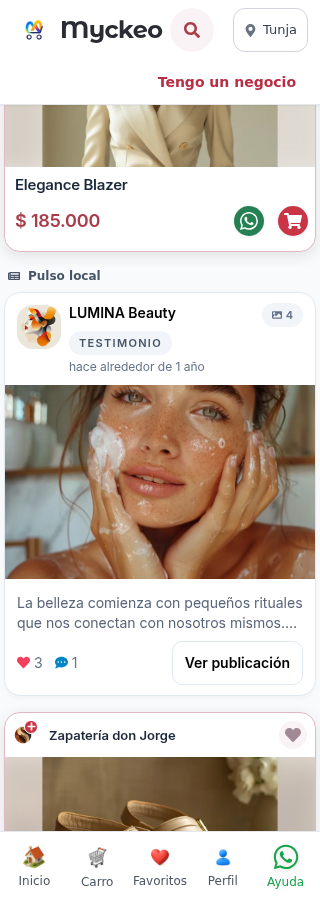 Myckeo
Tunja
Tengo un negocio
Elegance Blazer
$ 185.000
Pulso local
LUMINA Beauty
4
TESTIMONIO
hace alrededor de 1 año
La belleza comienza con pequeños rituales
que nos conectan con nosotros mismos....
3
1
Ver publicación
Zapatería don Jorge
Inicio
Carro
Favoritos
Perfil
Ayuda